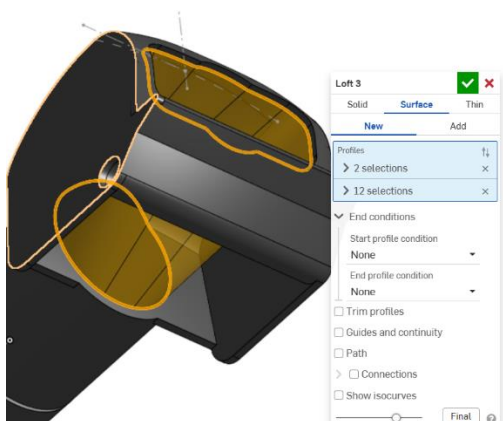 Loft 3
Solid Surface Thin
New Add
Profiles
2 selections
12 selections
End conditions
Start profile condition
None
End profile condition
None
Trim profiles
Guides and continuity
Path
Connections
Show isocurves
Final